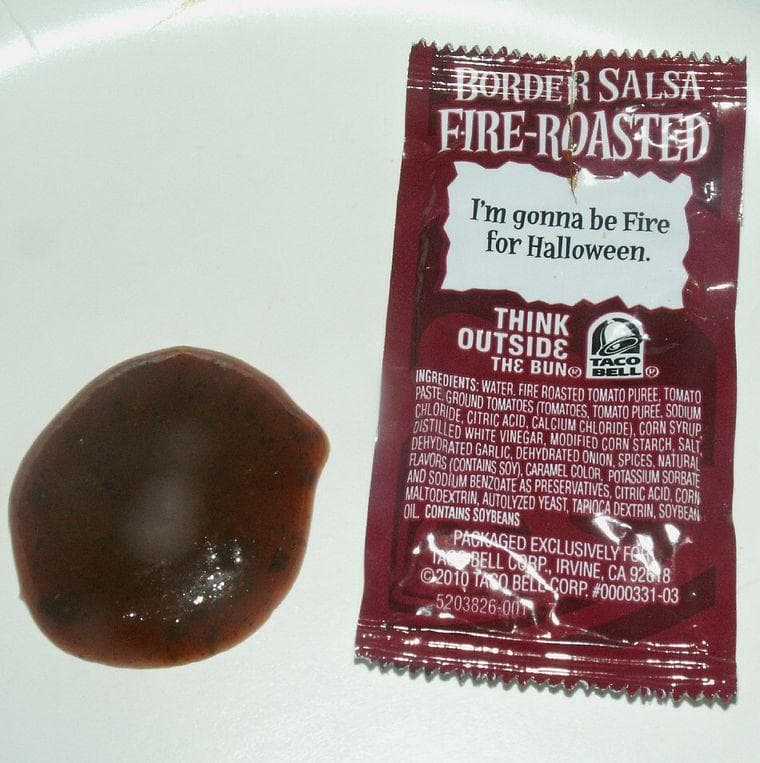 BORDER SALSA
FIRE-ROASTED
I'm gonna be Fire
for Halloween.
THINK
OUTSIDE
THE BUN®
TACO
BELL®
INGREDIENTS: WATER, FIRE ROASTED TOMATO PUREE, TOMATO
PASTE, GROUND TOMATOES (TOMATOES, TOMATO PUREE, SODIUM
CHLORIDE, CITRIC ACID, CALCIUM CHLORIDE), CORN SYRUP,
DISTILLED WHITE VINEGAR, MODIFIED CORN STARCH, SALT,
DEHYDRATED GARLIC, DEHYDRATED ONION, SPICES, NATURAL
FLAVORS (CONTAINS SOY), CARAMEL COLOR, POTASSIUM SORBATE
AND SODIUM BENZOATE AS PRESERVATIVES, CITRIC ACID, CORN
MALTODEXTRIN, AUTOLYZED YEAST, TAPIOCA DEXTRIN, SOYBEAN
OIL. CONTAINS SOYBEANS
PACKAGED EXCLUSIVELY FOR
TACO BELL CORP., IRVINE, CA 92618
©2010 TACO BELL CORP. #0000331-03
5203826-001